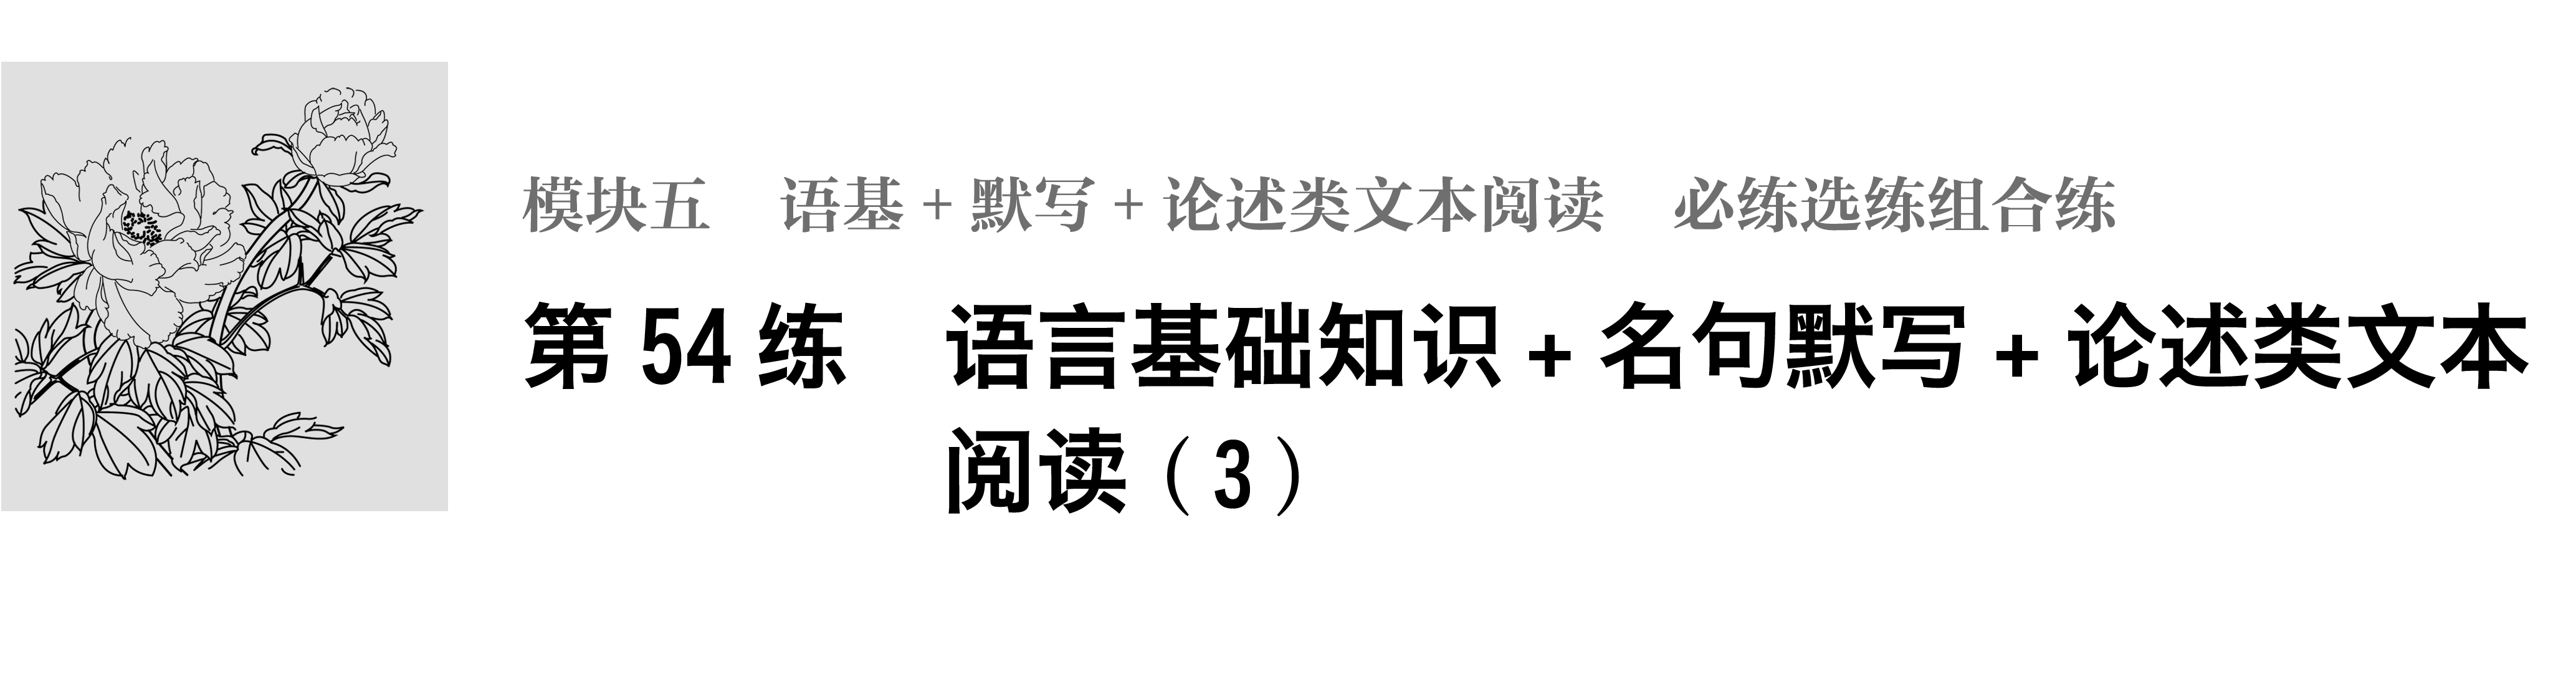 模块五　语基 + 默写 + 论述类文本阅读　必练选练组合练
第 54 练　语言基础知识 + 名句默写 + 论述类文本
阅读（3）